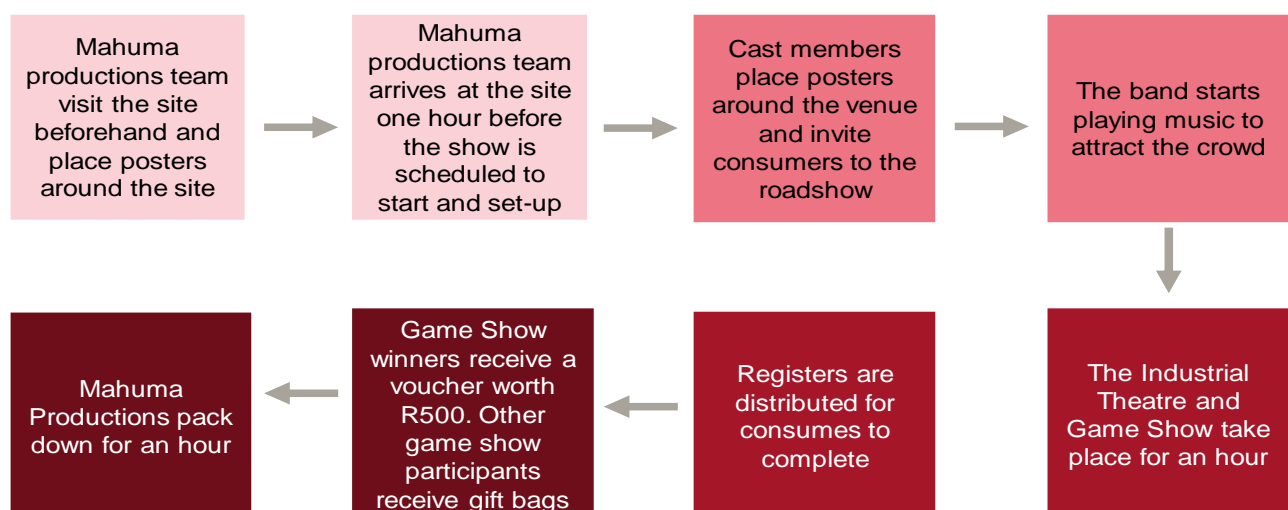 Mahuma
productions team
visit the site
beforehand and
place posters
around the site
Mahuma
productions team
arrives at the site
one hour before
the show is
scheduled to
start and set-up
Cast members
place posters
around the venue
and invite
consumers to the
roadshow
The band starts
playing music to
attract the crowd
The Industrial
Theatre and
Game Show take
place for an hour
Registers are
distributed for
consumes to
complete
Game Show
winners receive a
voucher worth
R500. Other
game show
participants
receive gift bags
Mahuma
Productions pack
down for an hour